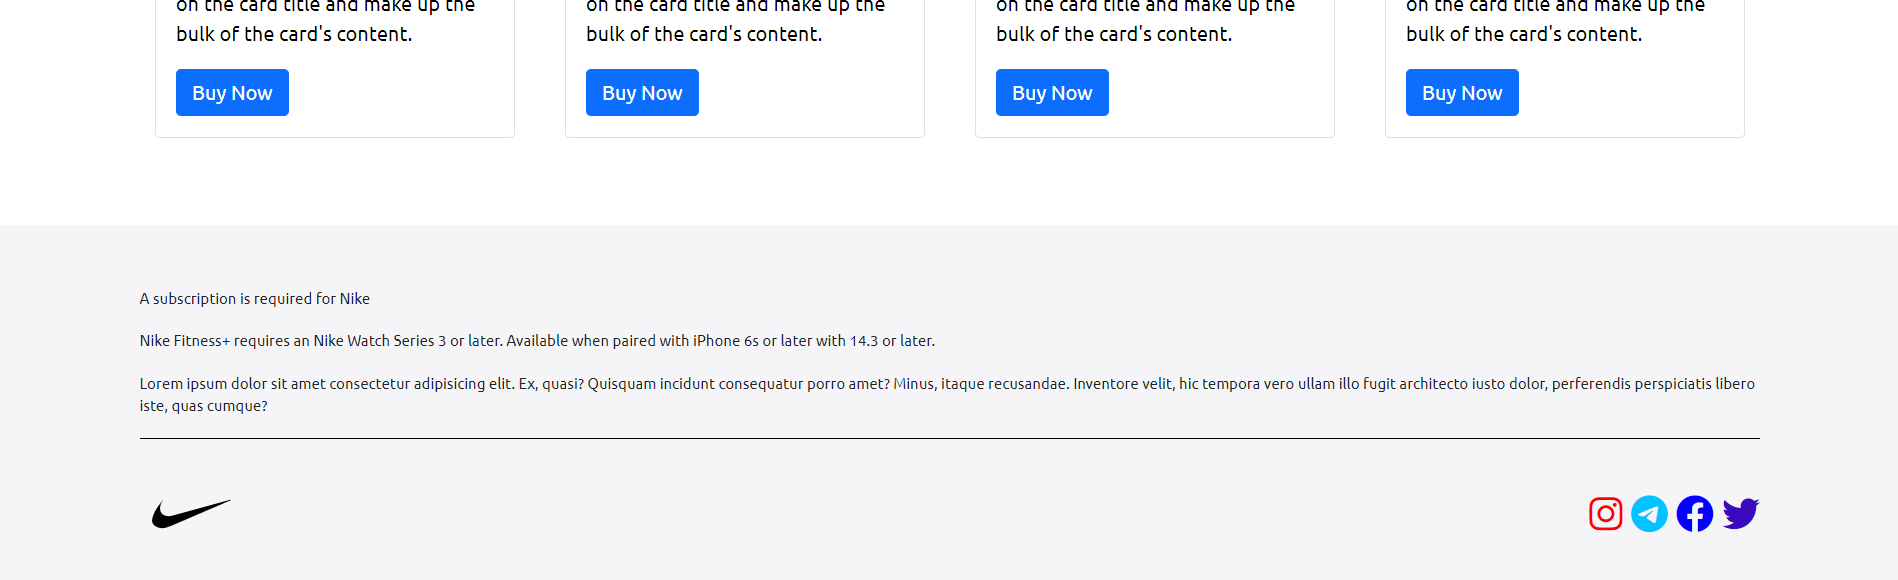 on the card title and make up the on the card title and make up the on the card title and make up the on the card title and make up the
bulk of the card's content. bulk of the card's content. bulk of the card's content. bulk of the card's content.
Buy Now Buy Now Buy Now Buy Now
A subscription is required for Nike
Nike Fitness+ requires an Nike Watch Series 3 or later. Available when paired with iPhone 6s or later with 14.3 or later.
Lorem ipsum dolor sit amet consectetur adipisicing elit. Ex, quasi? Quisquam incidunt consequatur porro amet? Minus, itaque recusandae. Inventore velit, hic tempora vero ullam illo fugit architecto iusto dolor, perferendis perspiciatis libero
iste, quas cumque?